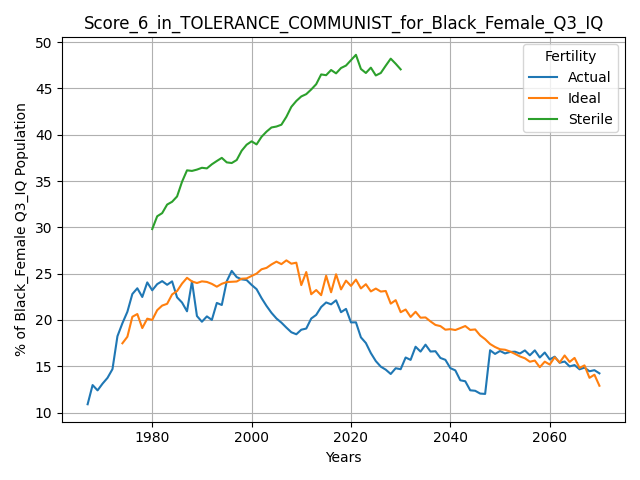 Score_6_in_TOLERANCE_COMMUNIST_for_Black_Female_Q3_IQ
% of Black_Female Q3_IQ Population
50
45
40
35
30
25
20
15
10
Fertility
Actual
Ideal
Sterile
1980
2000
2020
2040
2060
Years